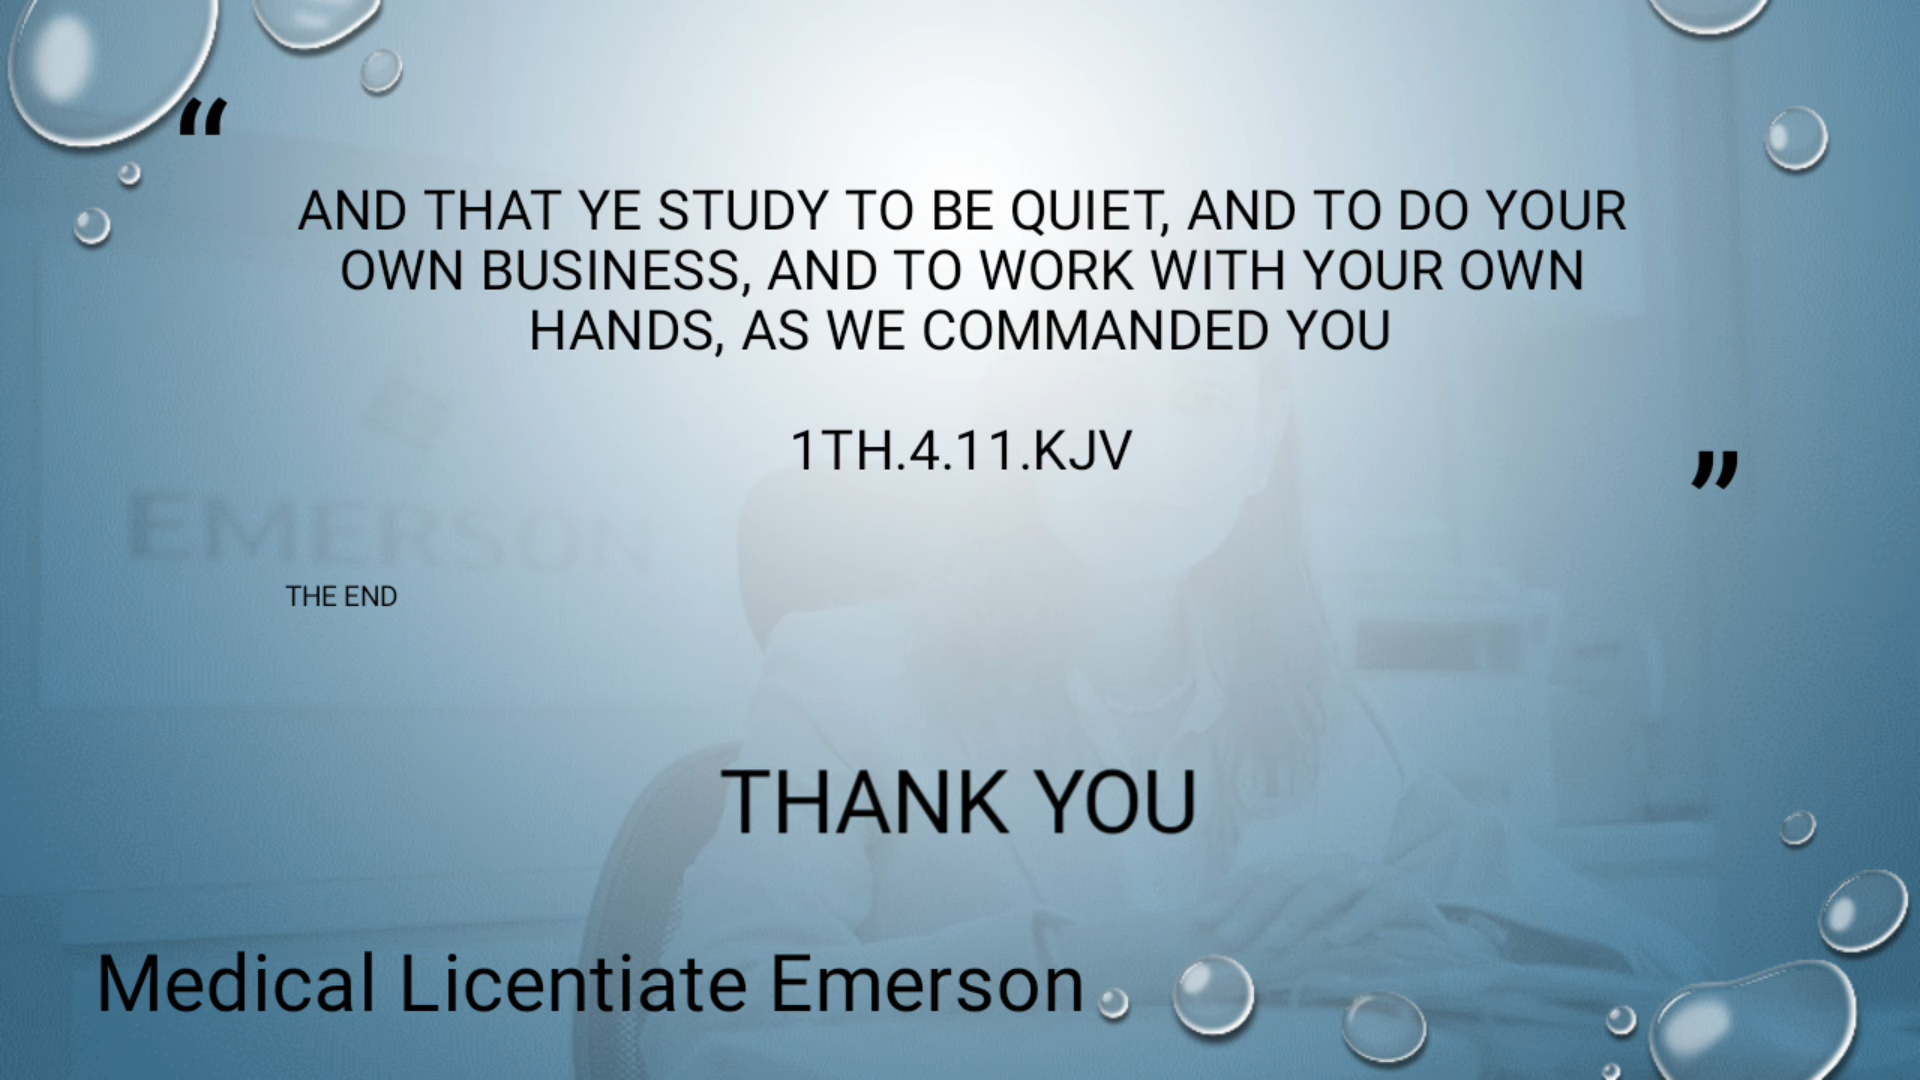 “
AND THAT YE STUDY TO BE QUIET, AND TO DO YOUR
OWN BUSINESS, AND TO WORK WITH YOUR OWN
HANDS, AS WE COMMANDED YOU
1TH.4.11.KJV
”
EMERSON
THE END
THANK YOU
Medical Licentiate Emerson